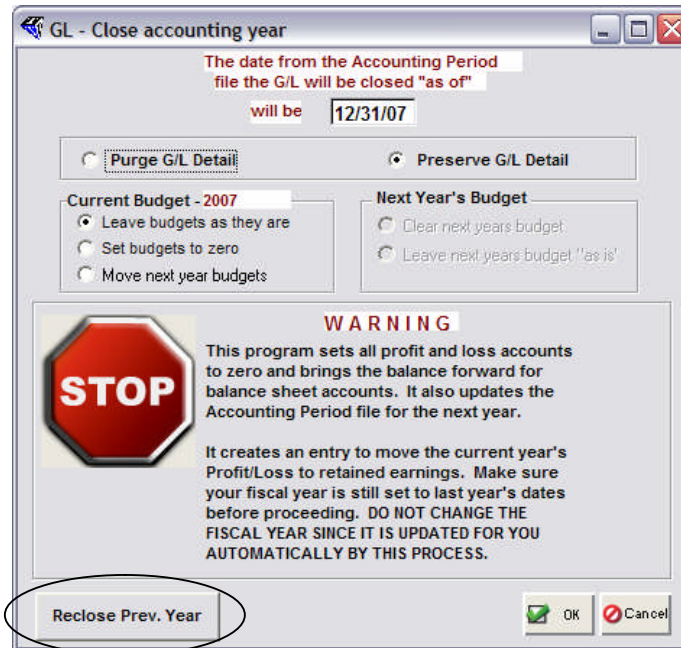 GL - Close accounting year
The date from the Accounting Period
file the G/L will be closed "as of"
will be 12/31/07
Purge G/L Detail Preserve G/L Detail
Current Budget - 2007
Leave budgets as they are
Set budgets to zero
Move next year budgets
Next Year's Budget
Clear next years budget
Leave next years budget "as is'
STOP
WARNING
This program sets all profit and loss accounts
to zero and brings the balance forward for
balance sheet accounts. It also updates the
Accounting Period file for the next year.
It creates an entry to move the current year's
Profit/Loss to retained earnings. Make sure
your fiscal year is still set to last year's dates
before proceeding. DO NOT CHANGE THE
FISCAL YEAR SINCE IT IS UPDATED FOR YOU
AUTOMATICALLY BY THIS PROCESS.
Reclose Prev. Year OK Cancel